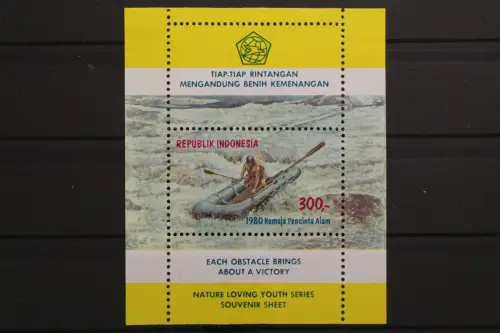 TIAP-TIAP RINTANGAN
MENGANDUNG BENIH KEMENANGAN
REPUBLIK INDONESIA
300,-
1980 Remaja Pencinta Alam
EACH OBSTACLE BRINGS
ABOUT A VICTORY
NATURE LOVING YOUTH SERIES
SOUVENIR SHEET